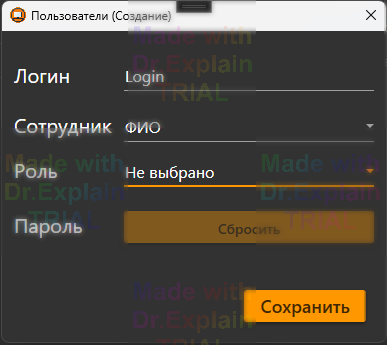 Пользователи (Создание)
Made with
Dr.Explain
TRIAL
Логин Login
Сотрудник ФИО
Роль Не выбрано
Made with Made with
Dr.Explain Dr.Explain
TRIAL TRIAL
Пароль Сбросить
Made with
Dr.Explain
Сохранить
TRIAL